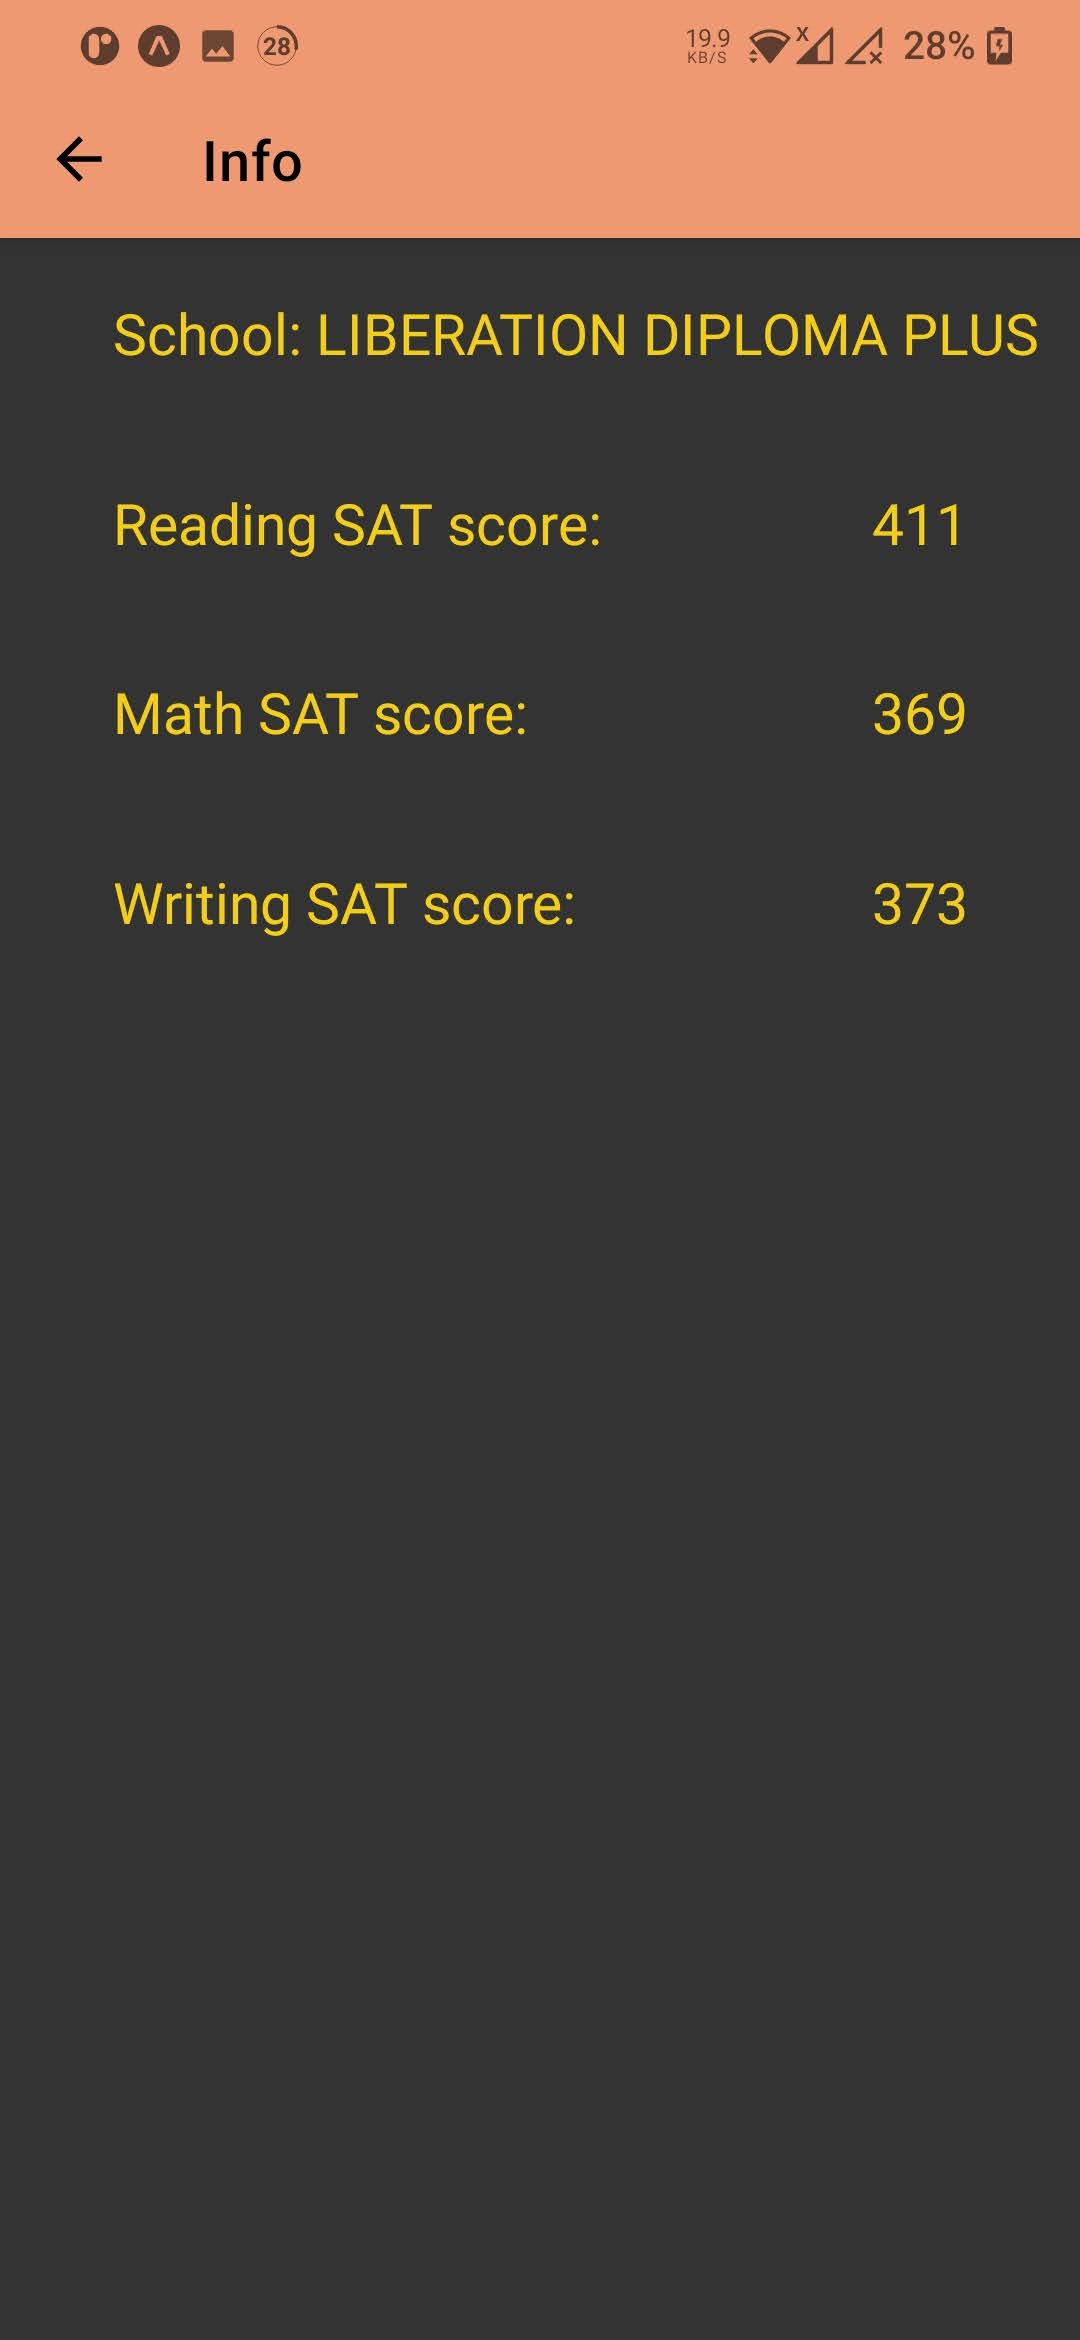 28 19.9 KB/S X 28%
Info
School: LIBERATION DIPLOMA PLUS
Reading SAT score: 411
Math SAT score: 369
Writing SAT score: 373